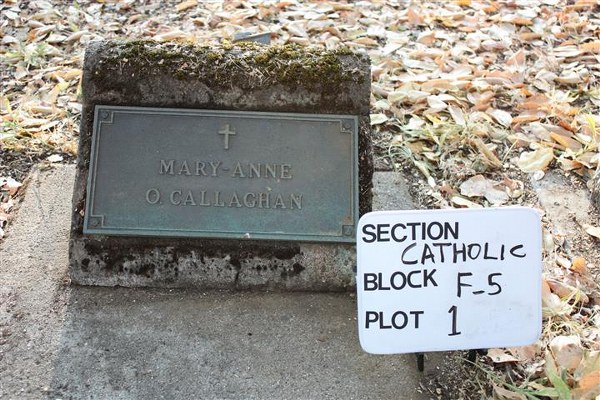 MARY-ANNE
O. CALLAGHAN
SECTION
CATHOLIC
BLOCK F-5
PLOT 1